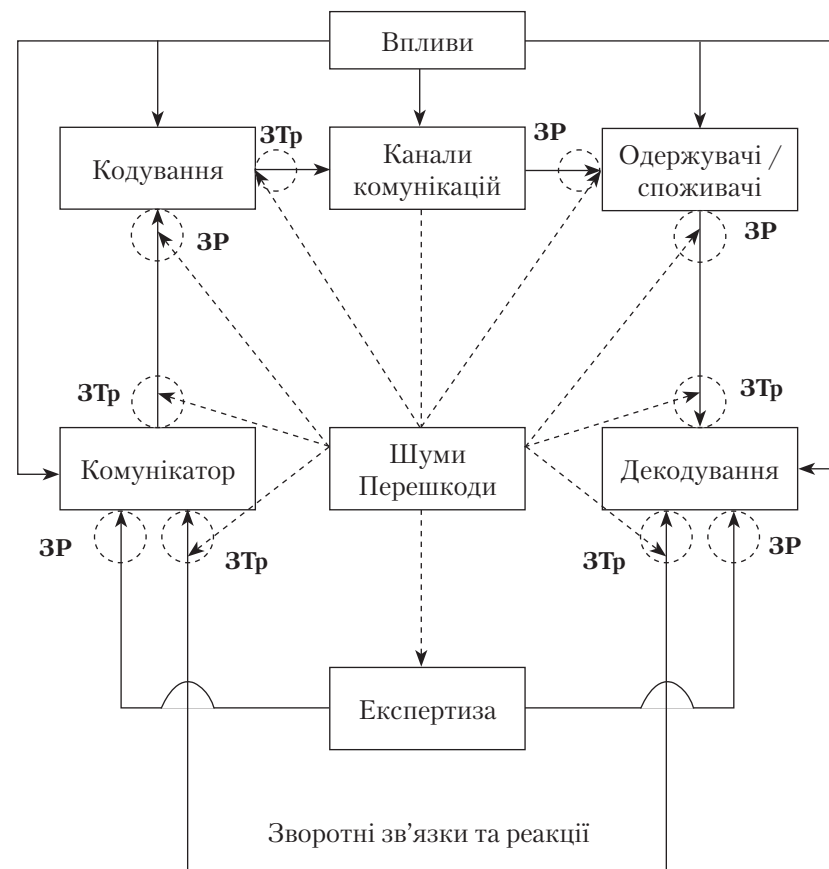 Впливи
ЗТр
ЗР
Кодування
Канали
комунікацій
Одержувачі /
споживачі
ЗР
ЗР
ЗТр
ЗТр
Комунікатор
Шуми
Перешкоди
Декодування
ЗР
ЗТр
ЗТр
ЗР
Експертиза
Зворотні зв’язки та реакції